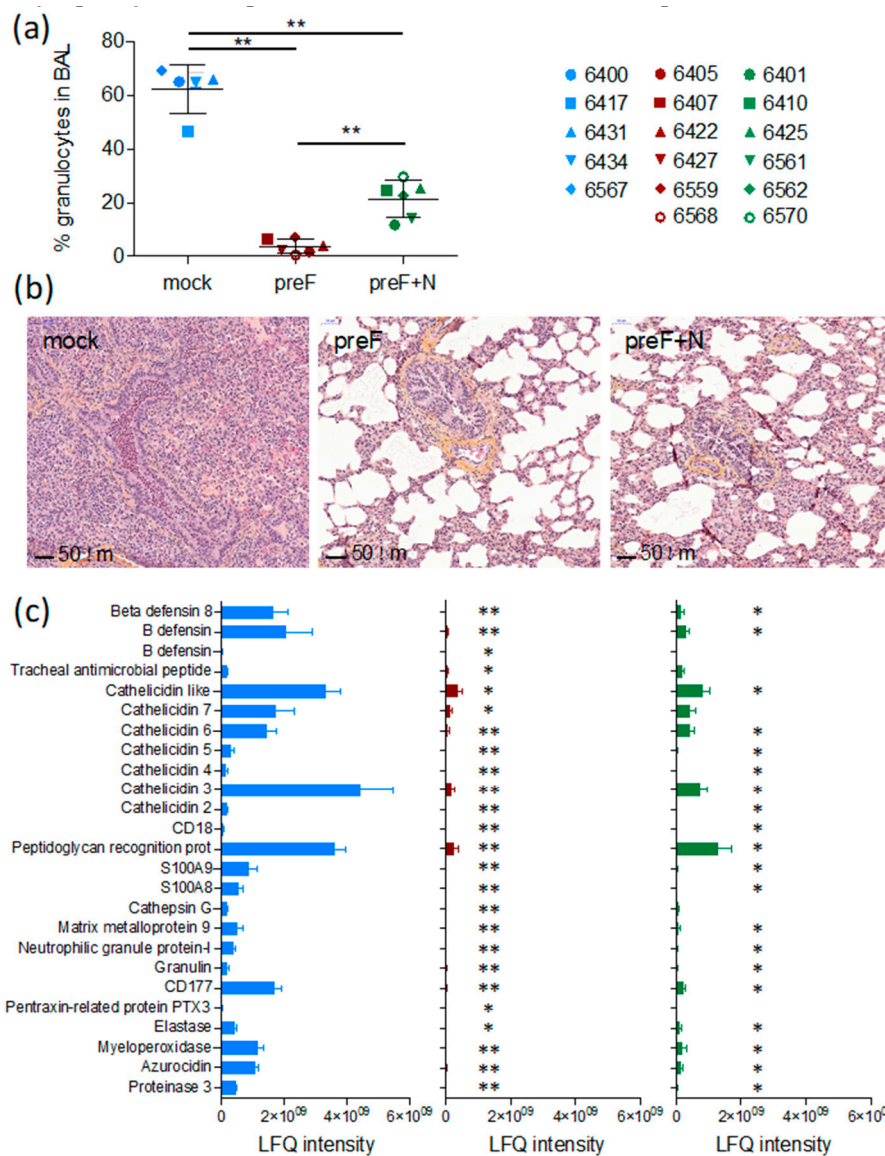 (a)
% granulocytes in BAL
80
60
40
20
0
**
**
**
mock
preF
preF+N
6400 6405 6401
6417 6407 6410
6431 6422 6425
6434 6427 6561
6567 6559 6562
6568 6570
(b)
mock
preF
preF+N
50 ! m
50 ! m
50 ! m
(c)
Beta defensin 8 ** *
B defensin ** *
B defensin *
Tracheal antimicrobial peptide *
Cathelicidin like * *
Cathelicidin 7 *
Cathelicidin 6 ** *
Cathelicidin 5 ** *
Cathelicidin 4 ** *
Cathelicidin 3 ** *
Cathelicidin 2 ** *
CD18 ** *
Peptidoglycan recognition prot ** *
S100A9 ** *
S100A8 ** *
Cathepsin G **
Matrix metalloprotein 9 ** *
Neutrophilic granule protein-l ** *
Granulin ** *
CD177 ** *
Pentraxin-related protein PTX3 *
Elastase * *
Myeloperoxidase ** *
Azurocidin ** *
Proteinase 3 ** *
0 2×10⁰⁹ 4×10⁰⁹ 6×10⁰⁹
0 2×10⁰⁹ 4×10⁰⁹ 6×10⁰⁹
0 2×10⁰⁹ 4×10⁰⁹ 6×10⁰⁹
LFQ intensity
LFQ intensity
LFQ intensity